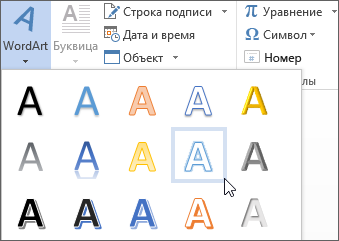 WordArt
Буквица
Строка подписи
Дата и время
Объект
π Уравнение
Ω Символ
# Номер
лы
A A A A A
A A A A A
A A A A A